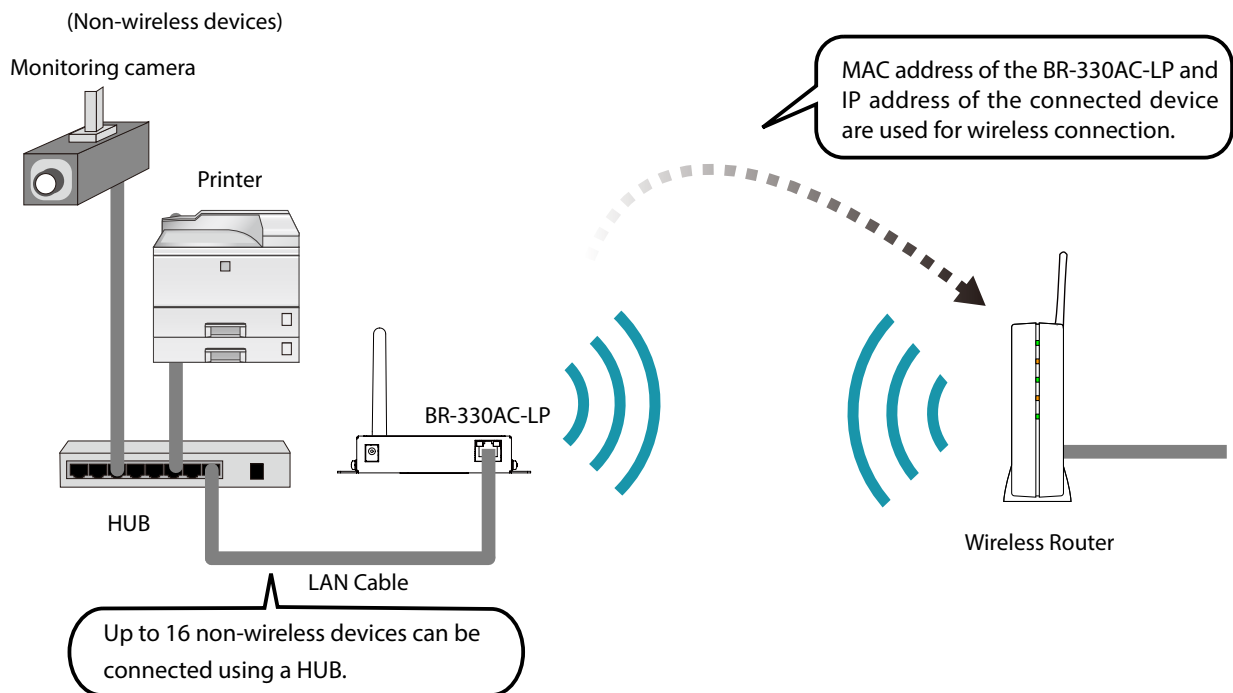 (Non-wireless devices)
Monitoring camera
MAC address of the BR-330AC-LP and
IP address of the connected device
are used for wireless connection.
Printer
BR-330AC-LP
HUB
Wireless Router
LAN Cable
Up to 16 non-wireless devices can be
connected using a HUB.